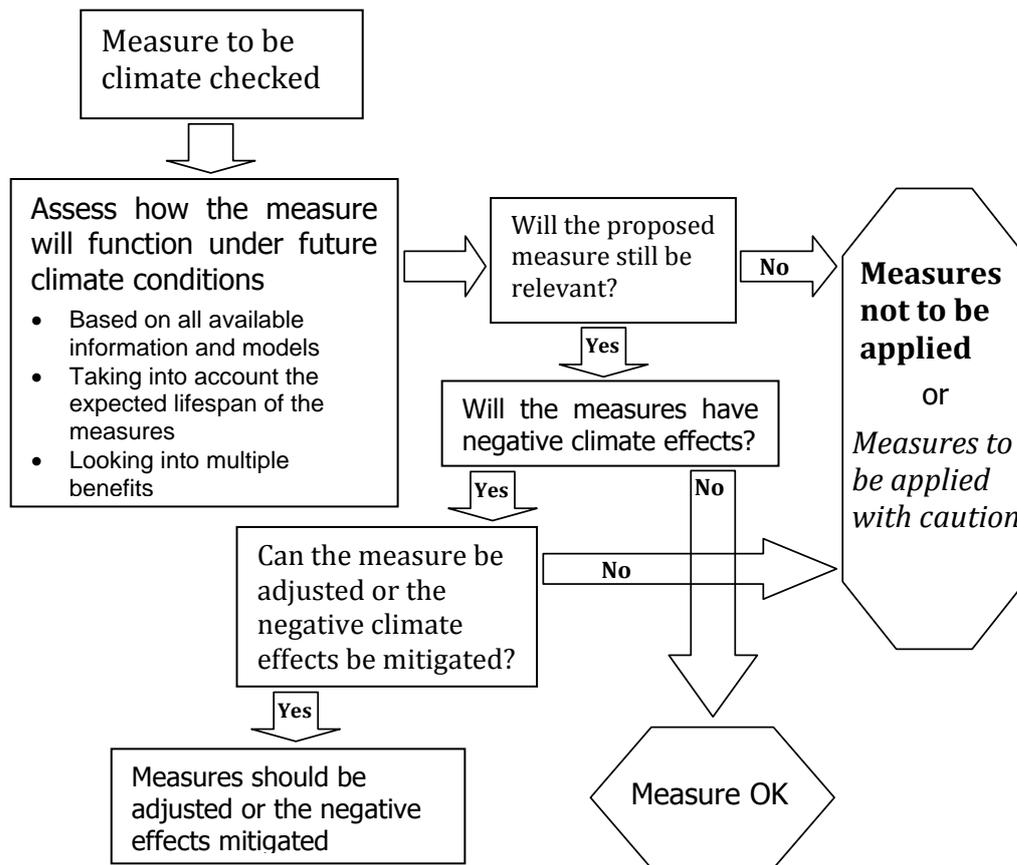 Measure to be
climate checked
Assess how the measure
will function under future
climate conditions
• Based on all available
information and models
• Taking into account the
expected lifespan of the
measures
• Looking into multiple
benefits
Will the proposed
measure still be
relevant?
No
Measures
not to be
applied
or
Measures to
be applied
with caution
Yes
Will the measures have
negative climate effects?
Yes
No
Can the measure be
adjusted or the
negative climate
effects be mitigated?
No
Yes
Measures should be
adjusted or the negative
effects mitigated
Measure OK